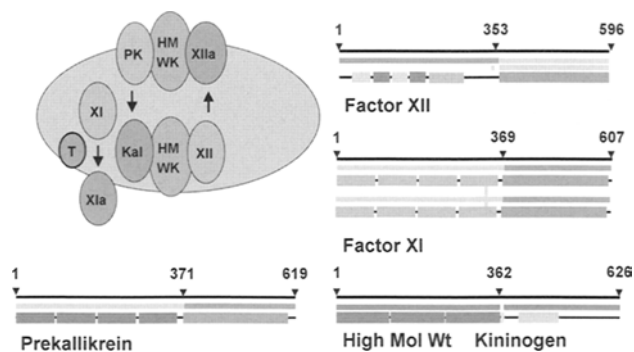 PK
HM
WK
XIIa
XI
T
Kal
HM
WK
XII
XIa
1 353 596
Factor XII
1 369 607
Factor XI
1 371 619
Prekallikrein
1 362 626
High Mol Wt Kininogen